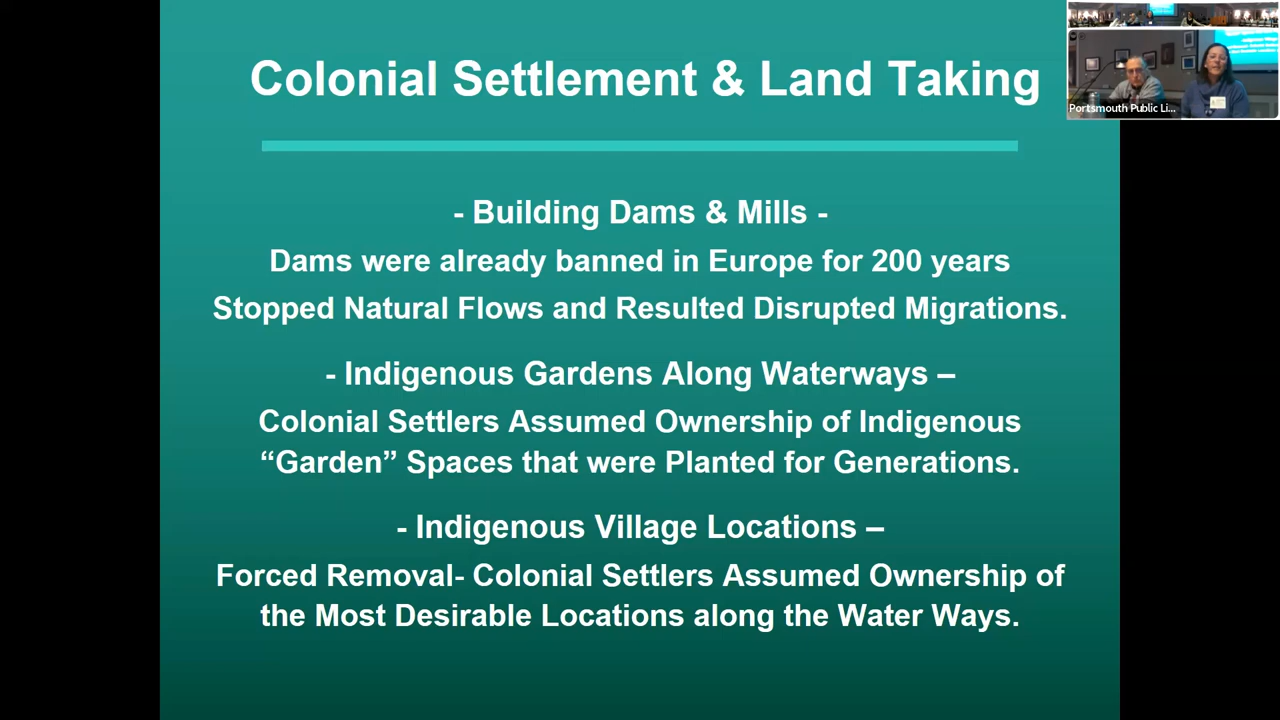 Colonial Settlement & Land Taking
- Building Dams & Mills -
Dams were already banned in Europe for 200 years
Stopped Natural Flows and Resulted Disrupted Migrations.
- Indigenous Gardens Along Waterways –
Colonial Settlers Assumed Ownership of Indigenous
“Garden” Spaces that were Planted for Generations.
- Indigenous Village Locations –
Forced Removal- Colonial Settlers Assumed Ownership of
the Most Desirable Locations along the Water Ways.
Portsmouth Public Li...